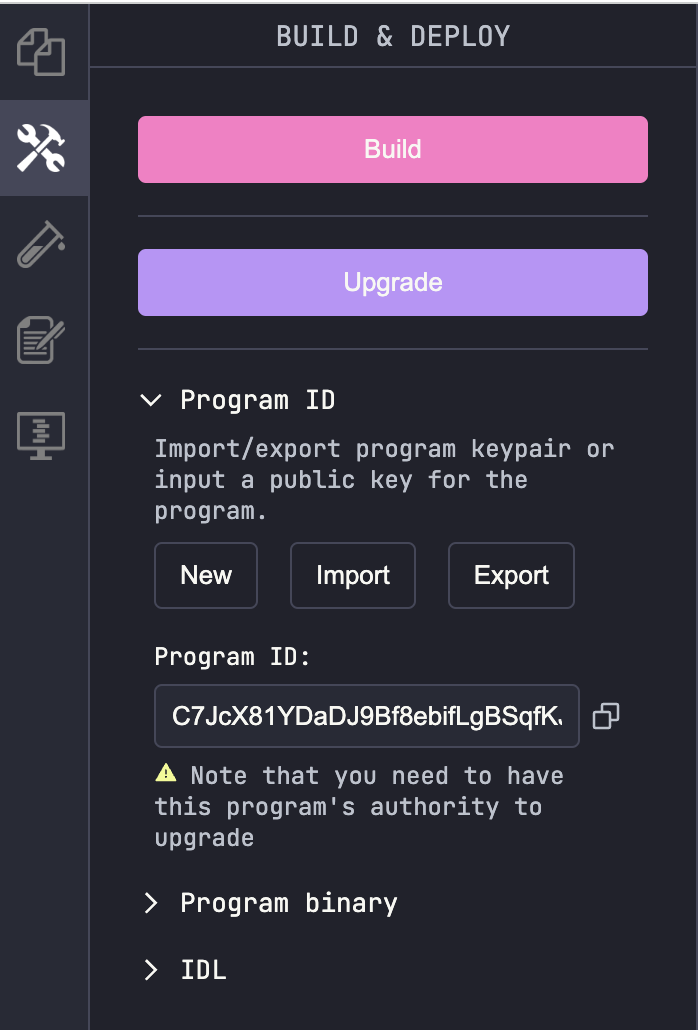 BUILD & DEPLOY
Build
Upgrade
Program ID
Import/export program keypair or
input a public key for the
program.
New
Import
Export
Program ID:
C7JcX81YDaDJ9Bf8ebifLgBSqfK
Note that you need to have
this program's authority to
upgrade
Program binary
IDL